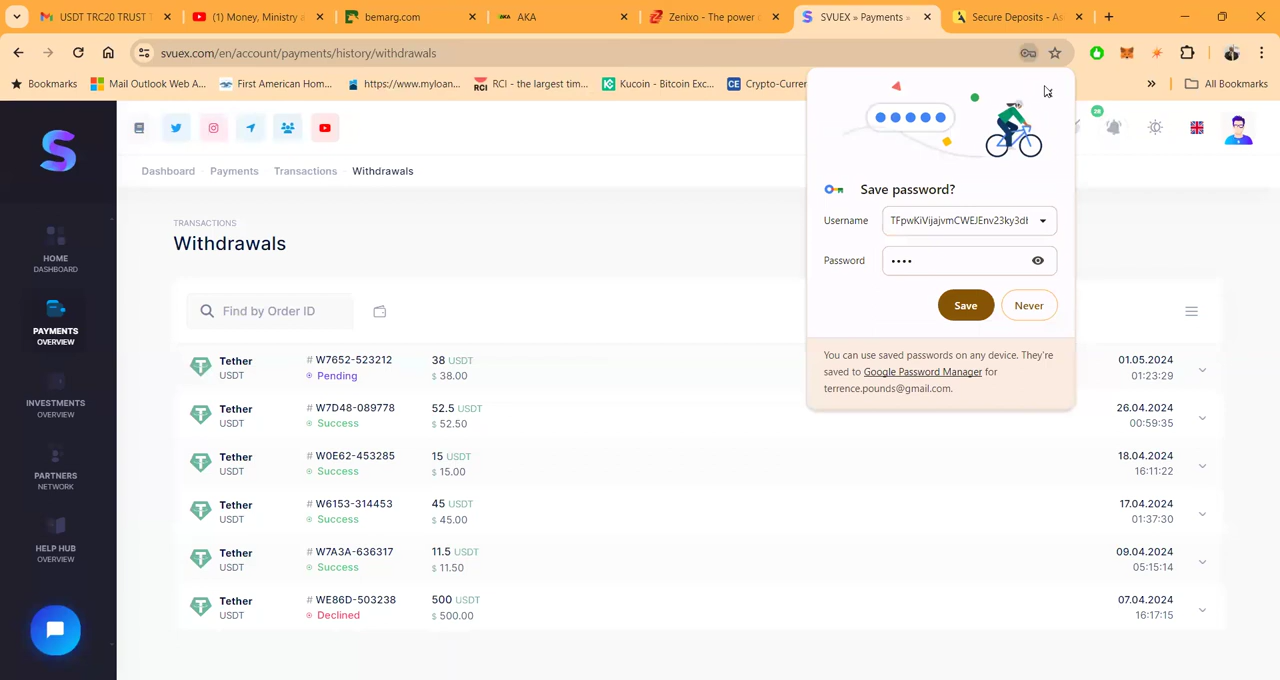 USDT TRC20 TRUST
(1) Money, Ministry
bemarg.com
AKA
AKA
Zenixo - The power
SVUEX » Payments »
Secure Deposits - As
svuex.com/en/account/payments/history/withdrawals
Bookmarks
Mail Outlook Web A...
First American Hom...
https://www.myloan...
RCI
RCI - the largest tim...
Kucoin - Bitcoin Exc...
CE
Crypto-Curren
All Bookmarks
28
Dashboard
Payments
Transactions
Withdrawals
Save password?
Username
TFpwKiVijajvmCWEJEnv23ky3dl
Password
••••
Save
Never
You can use saved passwords on any device. They're
saved to Google Password Manager for
terrence.pounds@gmail.com.
HOME
DASHBOARD
PAYMENTS
OVERVIEW
INVESTMENTS
OVERVIEW
PARTNERS
NETWORK
HELP HUB
OVERVIEW
TRANSACTIONS
Withdrawals
Find by Order ID
Tether
USDT
# W7652-523212
Pending
38 USDT
$ 38.00
01.05.2024
01:23:29
Tether
USDT
# W7D48-089778
Success
52.5 USDT
$ 52.50
26.04.2024
00:59:35
Tether
USDT
# W0E62-453285
Success
15 USDT
$ 15.00
18.04.2024
16:11:22
Tether
USDT
# W6153-314453
Success
45 USDT
$ 45.00
17.04.2024
01:37:30
Tether
USDT
# W7A3A-636317
Success
11.5 USDT
$ 11.50
09.04.2024
05:15:14
Tether
USDT
# WE86D-503238
Declined
500 USDT
$ 500.00
07.04.2024
16:17:15